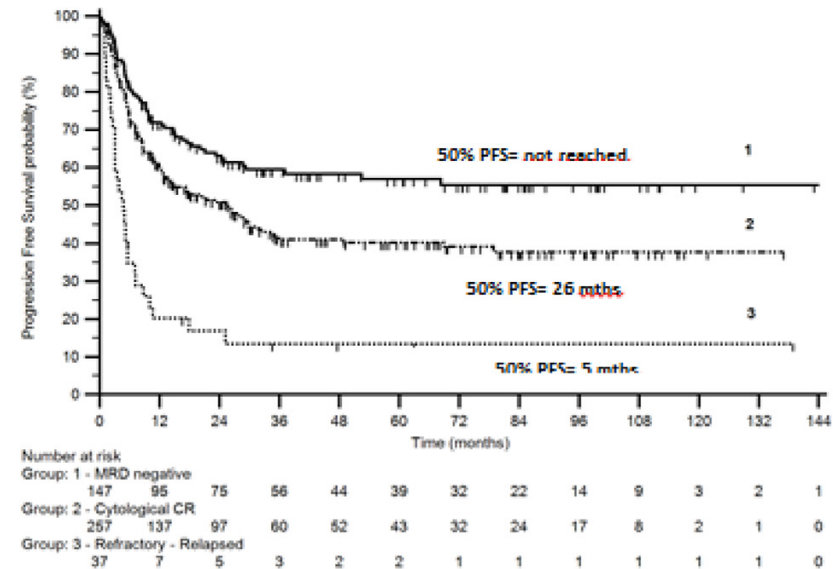 Progression Free Survival probability (%)
100
90
80
70
60
50
40
30
20
10
0
50% PFS= not reached.
1
2
50% PFS= 26 mths.
3
50% PFS= 5 mths
0 12 24 36 48 60 72 84 96 108 120 132 144
Time (months)
Number at risk
Group: 1 - MRD negative
147 95 75 56 44 39 32 22 14 9 3 2 1
Group: 2 - Cytological CR
257 137 97 60 52 43 32 24 17 8 2 1 0
Group: 3 - Refractory - Relapsed
37 7 5 3 2 2 1 1 1 1 1 1 0